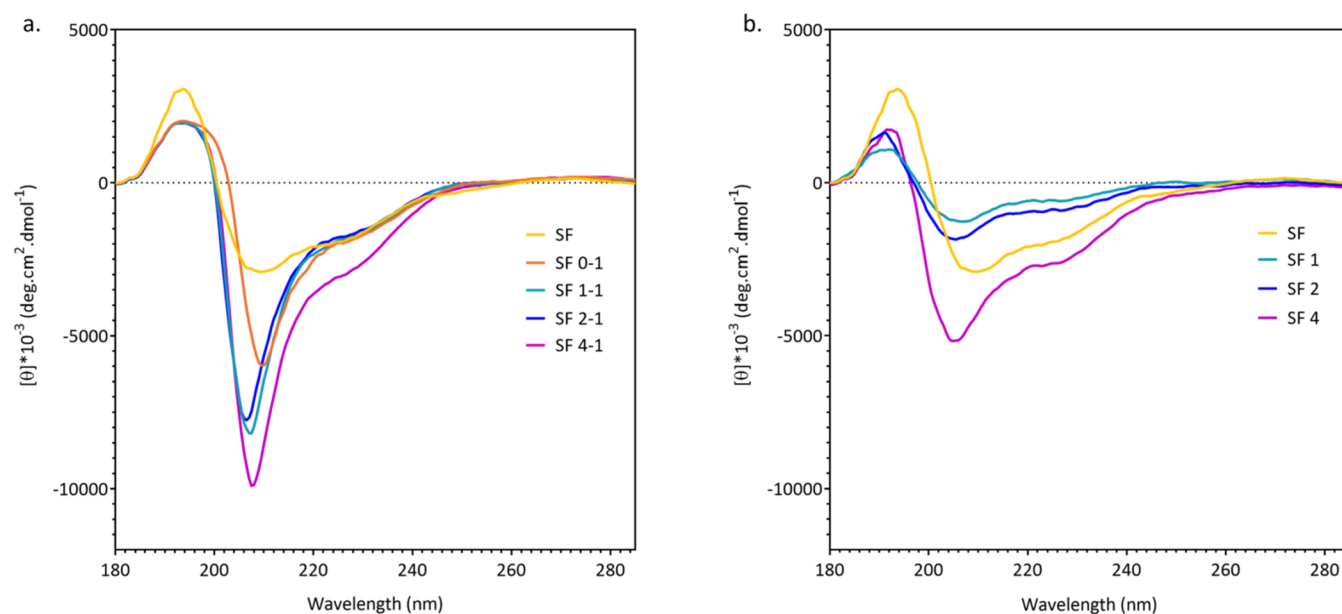 a.
5000
0
-5000
-10000
[θ]*10⁻³ (deg.cm².dmol⁻¹)
SF
SF 0-1
SF 1-1
SF 2-1
SF 4-1
180 200 220 240 260 280
Wavelength (nm)
b.
5000
0
-5000
-10000
[θ]*10⁻³ (deg.cm².dmol⁻¹)
SF
SF 1
SF 2
SF 4
180 200 220 240 260 280
Wavelength (nm)